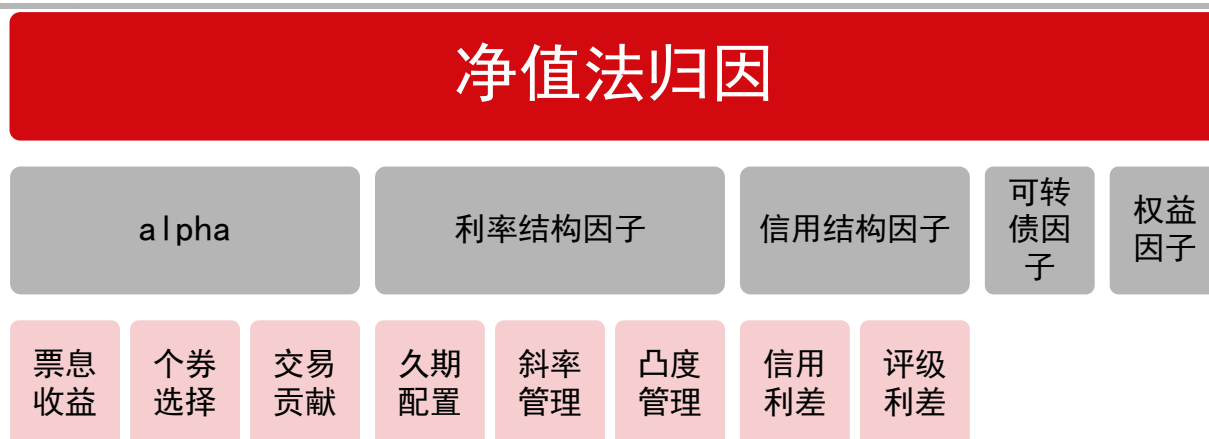 净值法归因
alpha
利率结构因子
信用结构因子
可转
债因
子
权益
因子
票息
收益
个券
选择
交易
贡献
久期
配置
斜率
管理
凸度
管理
信用
利差
评级
利差